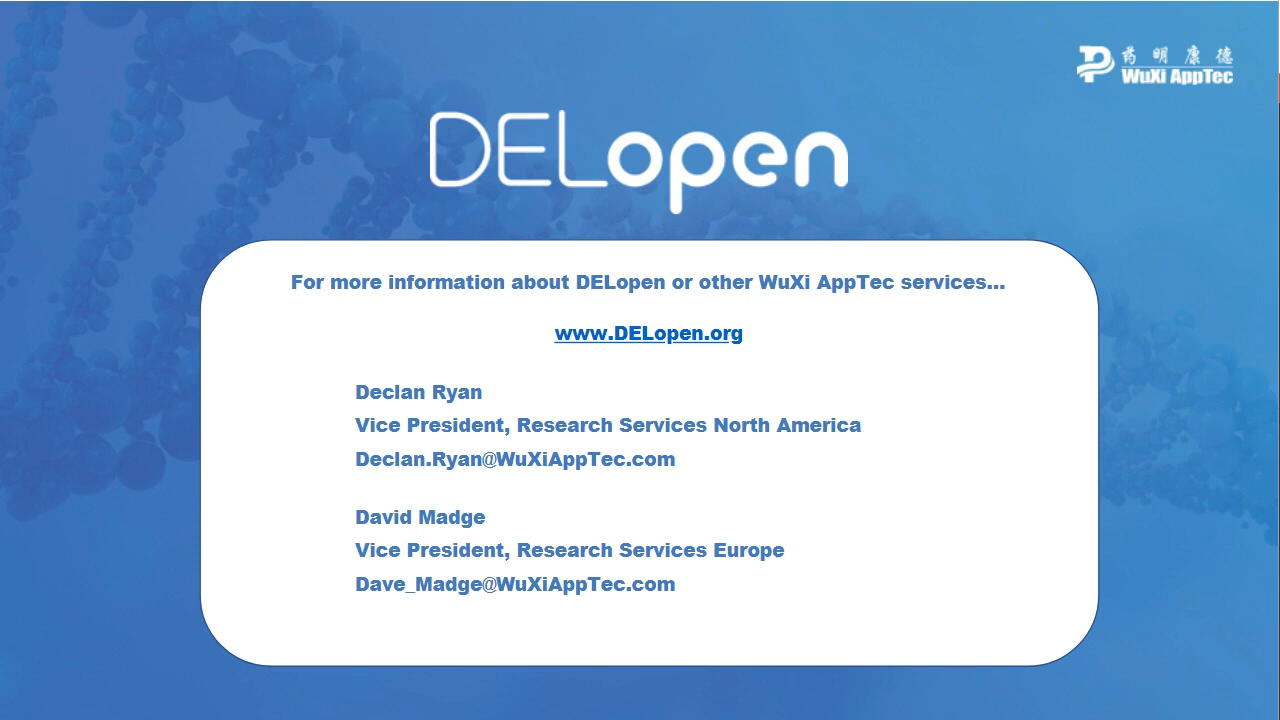 药明康德
WuXi AppTec
DELopen
For more information about DELopen or other WuXi AppTec services...
www.DELopen.org
Declan Ryan
Vice President, Research Services North America
Declan.Ryan@WuXiAppTec.com
David Madge
Vice President, Research Services Europe
Dave_Madge@WuXiAppTec.com